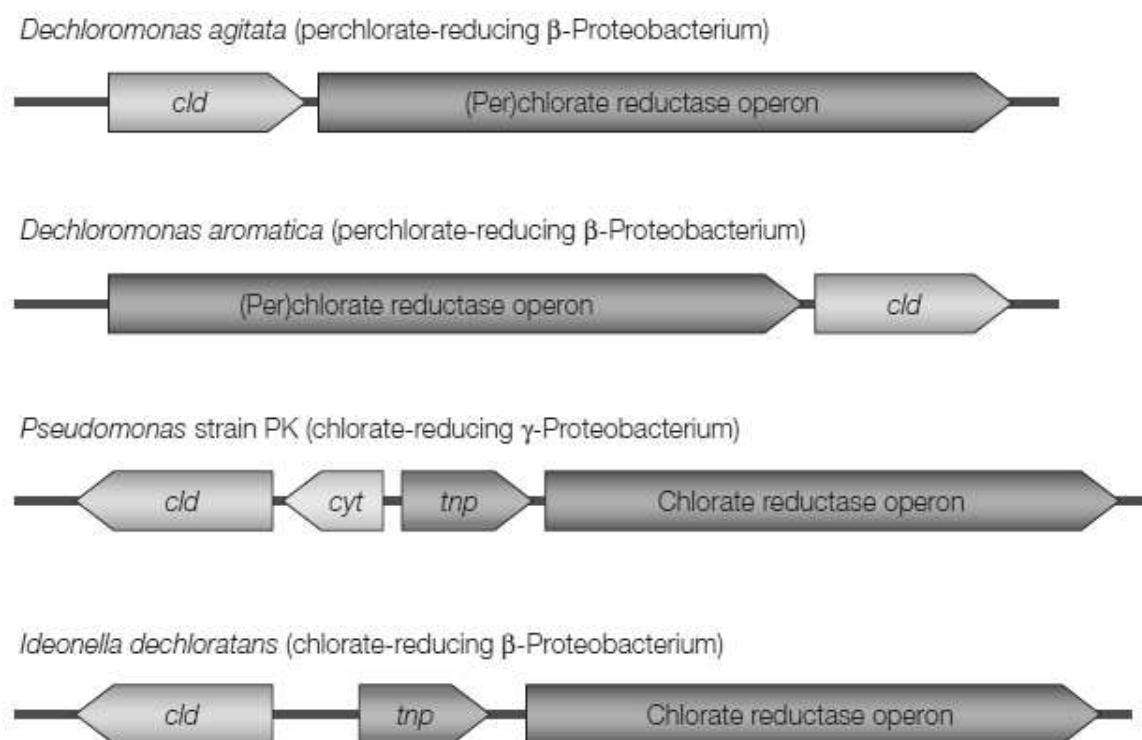 Dechloromonas agitata (perchlorate-reducing β-Proteobacterium)
cld (Per)chlorate reductase operon
Dechloromonas aromatica (perchlorate-reducing β-Proteobacterium)
(Per)chlorate reductase operon cld
Pseudomonas strain PK (chlorate-reducing γ-Proteobacterium)
cld cyt tnp Chlorate reductase operon
Ideonella dechloratans (chlorate-reducing β-Proteobacterium)
cld tnp Chlorate reductase operon